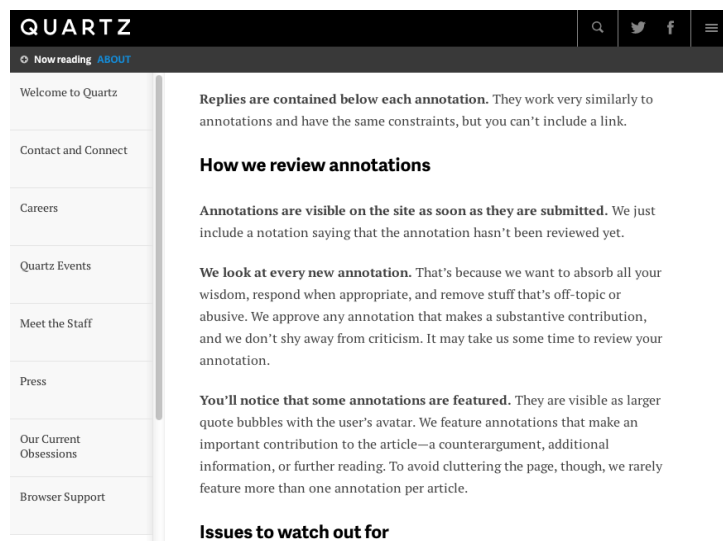 QUARTZ
Now reading ABOUT
Welcome to Quartz
Contact and Connect
Careers
Quartz Events
Meet the Staff
Press
Our Current
Obsessions
Browser Support
Replies are contained below each annotation. They work very similarly to
annotations and have the same constraints, but you can’t include a link.
How we review annotations
Annotations are visible on the site as soon as they are submitted. We just
include a notation saying that the annotation hasn’t been reviewed yet.
We look at every new annotation. That’s because we want to absorb all your
wisdom, respond when appropriate, and remove stuff that’s off-topic or
abusive. We approve any annotation that makes a substantive contribution,
and we don’t shy away from criticism. It may take us some time to review your
annotation.
You’ll notice that some annotations are featured. They are visible as larger
quote bubbles with the user’s avatar. We feature annotations that make an
important contribution to the article—a counterargument, additional
information, or further reading. To avoid cluttering the page, though, we rarely
feature more than one annotation per article.
Issues to watch out for